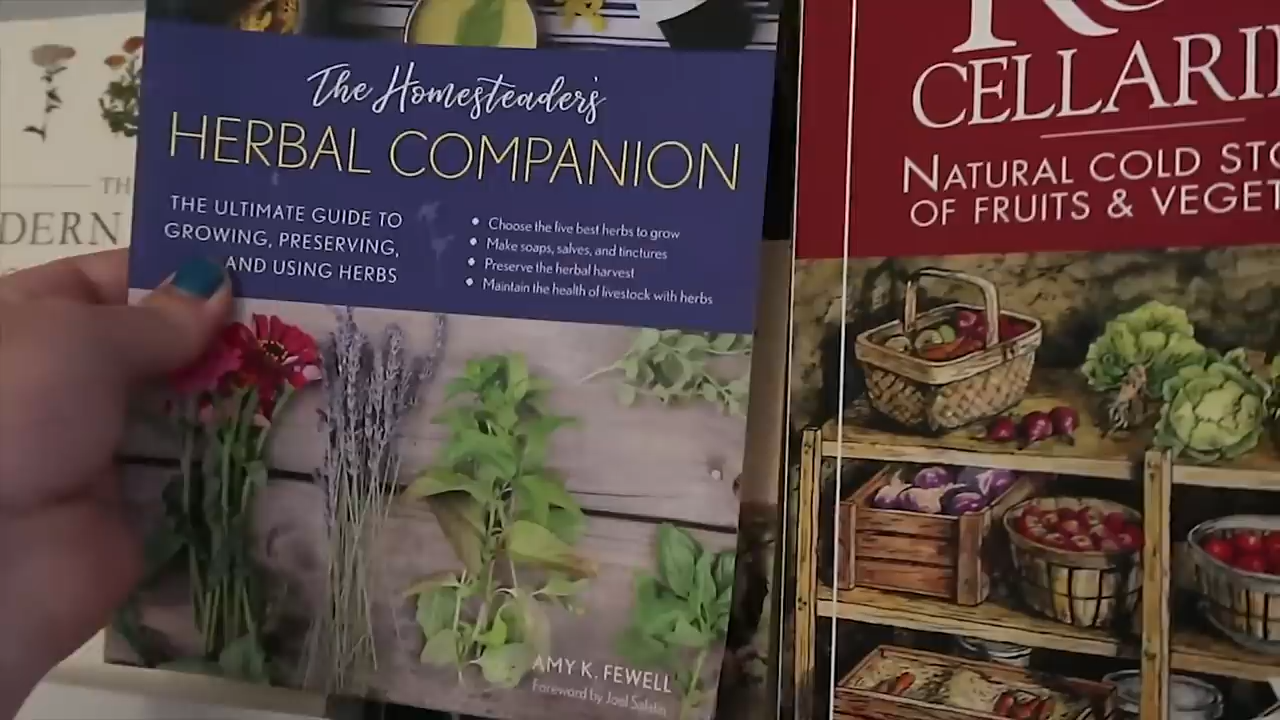 The Homesteader's
HERBAL COMPANION
THE ULTIMATE GUIDE TO
GROWING, PRESERVING,
AND USING HERBS
Choose the live best herbs to grow
Make soaps, salves, and tinctures
Preserve the herbal harvest
Maintain the health of livestock with herbs
AMY K. FEWELL
Foreword by Joel Salatin
CELLARI
NATURAL COLD STO
OF FRUITS & VEGET
TH
DERN